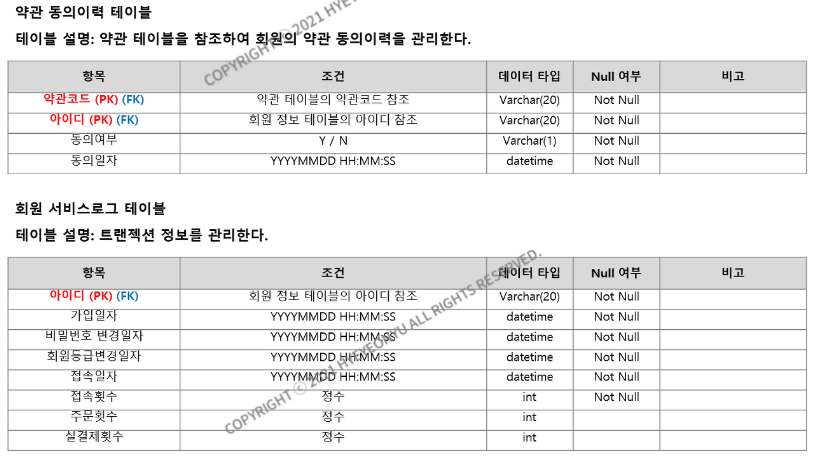 약관 동의이력 테이블
테이블 설명: 약관 테이블을 참조하여 회원의 약관 동의이력을 관리한다.
항목 조건 데이터 타입 Null 여부 비고
약관코드 (PK) (FK) 약관 테이블의 약관코드 참조 Varchar(20) Not Null
아이디 (PK) (FK) 회원 정보 테이블의 아이디 참조 Varchar(20) Not Null
동의여부 Y / N Varchar(1) Not Null
동의일자 YYYYMMDD HH:MM:SS datetime Not Null
회원 서비스로그 테이블
테이블 설명: 트랜젝션 정보를 관리한다.
항목 조건 데이터 타입 Null 여부 비고
아이디 (PK) (FK) 회원 정보 테이블의 아이디 참조 Varchar(20) Not Null
가입일자 YYYYMMDD HH:MM:SS datetime Not Null
비밀번호 변경일자 YYYYMMDD HH:MM:SS datetime Not Null
회원등급변경일자 YYYYMMDD HH:MM:SS datetime Not Null
접속일자 YYYYMMDD HH:MM:SS datetime Not Null
접속횟수 정수 int Not Null
주문횟수 정수 int
실결제횟수 정수 int
COPYRIGHT ⓒ 2021 HYEYEO
COPYRIGHT ⓒ 2021 HYEYEORYU ALL RIGHTS RESERVED.